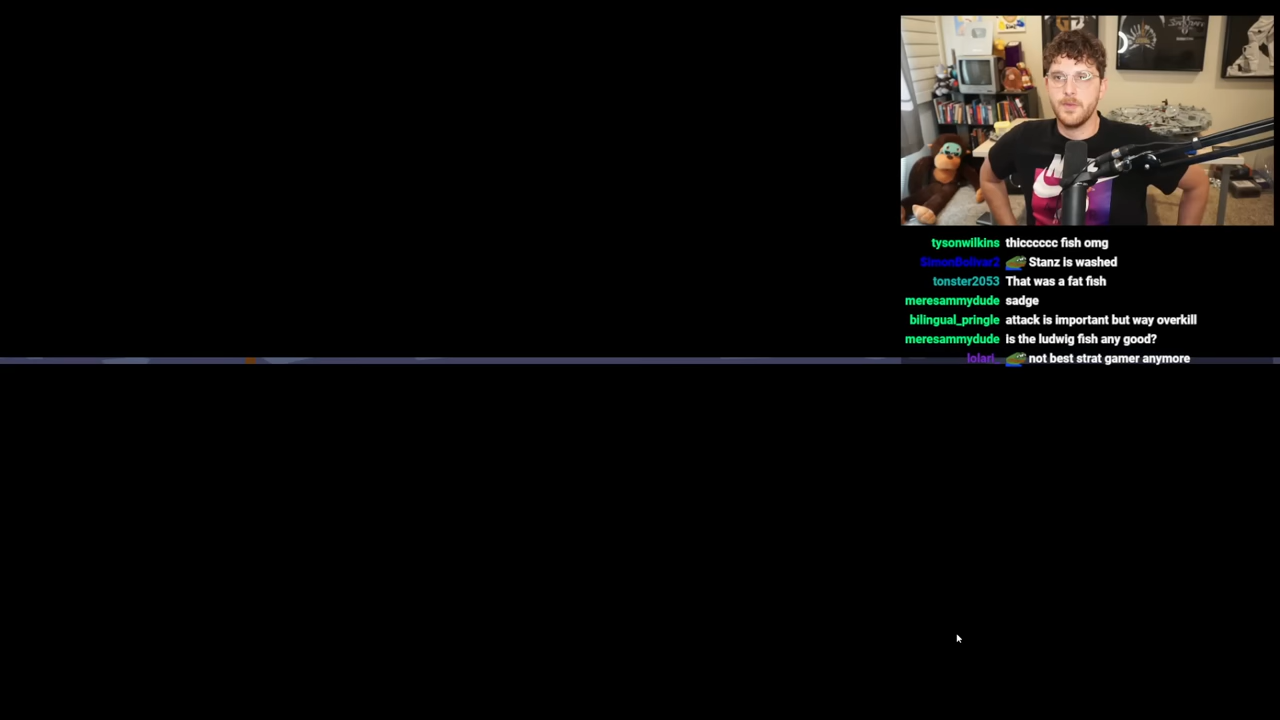 tysonwilkins thiccccc fish omg
SimonBolivar2 Stanz is washed
tonster2053 That was a fat fish
meresammydude sadge
bilingual_pringle attack is important but way overkill
meresammydude is the ludwig fish any good?
lolari_ not best strat gamer anymore